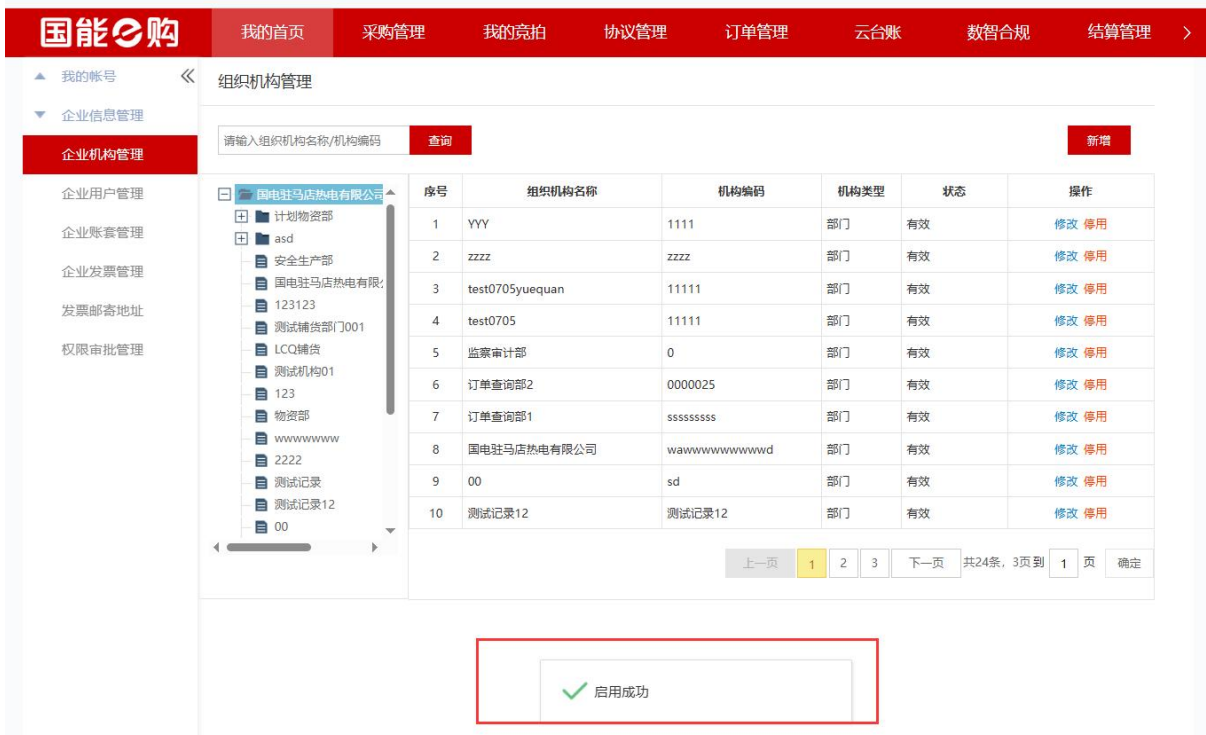 国能e购 我的首页 采购管理 我的竞拍 协议管理 订单管理 云台账 数智合规 结算管理
我的帐号
企业信息管理
企业机构管理
企业用户管理
企业账套管理
企业发票管理
发票邮寄地址
权限审批管理
组织机构管理
请输入组织机构名称/机构编码 查询 新增
国电驻马店热电有限公司
计划物资部
asd
安全生产部
国电驻马店热电有限
123123
测试铺货部门001
LCQ铺货
测试机构01
123
物资部
wwwwwww
2222
测试记录
测试记录12
00
序号 组织机构名称 机构编码 机构类型 状态 操作
1 YYY 1111 部门 有效 修改 停用
2 zzzz zzzz 部门 有效 修改 停用
3 test0705yuequan 11111 部门 有效 修改 停用
4 test0705 11111 部门 有效 修改 停用
5 监察审计部 0 部门 有效 修改 停用
6 订单查询部2 0000025 部门 有效 修改 停用
7 订单查询部1 sssssssss 部门 有效 修改 停用
8 国电驻马店热电有限公司 wawwwwwwwwwd 部门 有效 修改 停用
9 00 sd 部门 有效 修改 停用
10 测试记录12 测试记录12 部门 有效 修改 停用
上一页 1 2 3 下一页 共24条, 3页 到 1 页 确定
启用成功